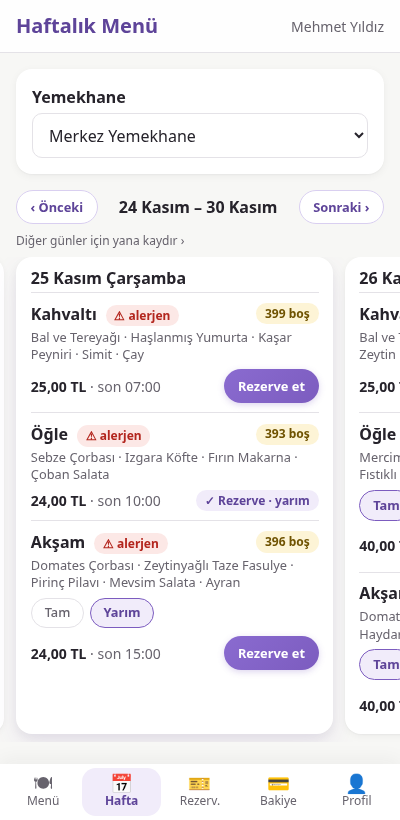 Haftalık Menü
Mehmet Yıldız
Yemekhane
Merkez Yemekhane
‹ Önceki
24 Kasım – 30 Kasım
Sonraki ›
Diğer günler için yana kaydır ›
25 Kasım Çarşamba
Kahvaltı ⚠ alerjen 399 boş
Bal ve Tereyağı · Haşlanmış Yumurta · Kaşar
Peyniri · Simit · Çay
25,00 TL · son 07:00
Rezerve et
Öğle ⚠ alerjen 393 boş
Sebze Çorbası · Izgara Köfte · Fırın Makarna ·
Çoban Salata
24,00 TL · son 10:00
✓ Rezerve · yarım
Akşam ⚠ alerjen 396 boş
Domates Çorbası · Zeytinyağlı Taze Fasulye ·
Pirinç Pilavı · Mevsim Salata · Ayran
Tam
Yarım
24,00 TL · son 15:00
Rezerve et
26 Ka
Kahv
Bal ve T
Zeytin
25,00
Öğle
Mercim
Fıstıklı
Tam
40,00
Akşa
Domat
Haydar
Tam
40,00
Menü
Hafta
Rezerv.
Bakiye
Profil